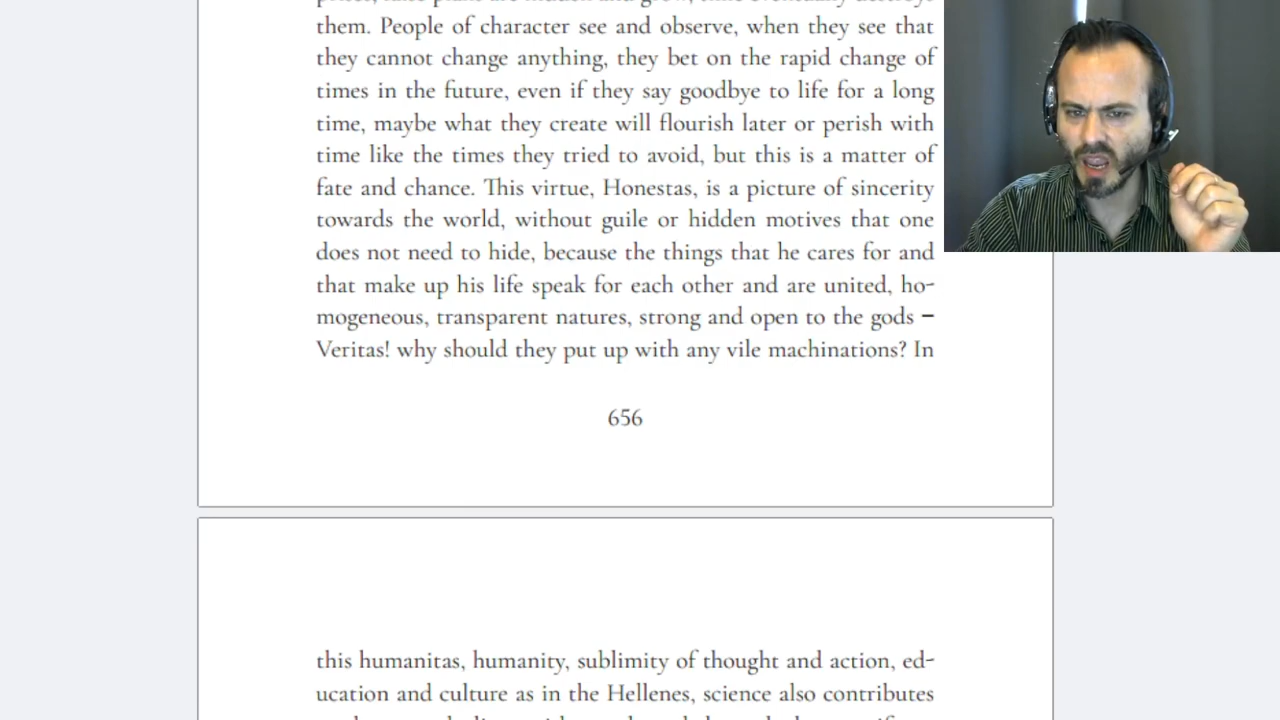 them. People of character see and observe, when they see that
they cannot change anything, they bet on the rapid change of
times in the future, even if they say goodbye to life for a long
time, maybe what they create will flourish later or perish with
time like the times they tried to avoid, but this is a matter of
fate and chance. This virtue, Honestas, is a picture of sincerity
towards the world, without guile or hidden motives that one
does not need to hide, because the things that he cares for and
that make up his life speak for each other and are united, ho-
mogeneous, transparent natures, strong and open to the gods –
Veritas! why should they put up with any vile machinations? In
656
this humanitas, humanity, sublimity of thought and action, ed-
ucation and culture as in the Hellenes, science also contributes